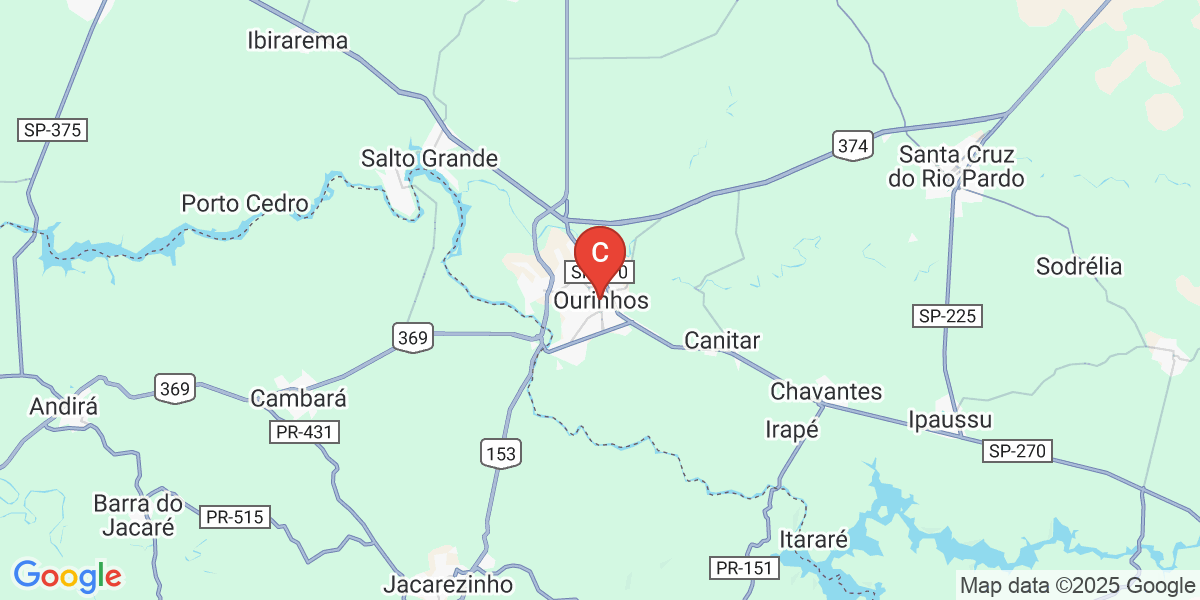 Ibirarema
SP-375
374
Santa Cruz
do Rio Pardo
Salto Grande
Porto Cedro
C
Sodrélia
Ourinhos
SP-225
369
Canitar
369
Andirá
Cambará
Chavantes
Ipaussu
PR-431
Irapé
153
SP-270
Barra do
Jacaré
PR-515
Itararé
PR-151
Jacarezinho
Google
Map data ©2025 Google